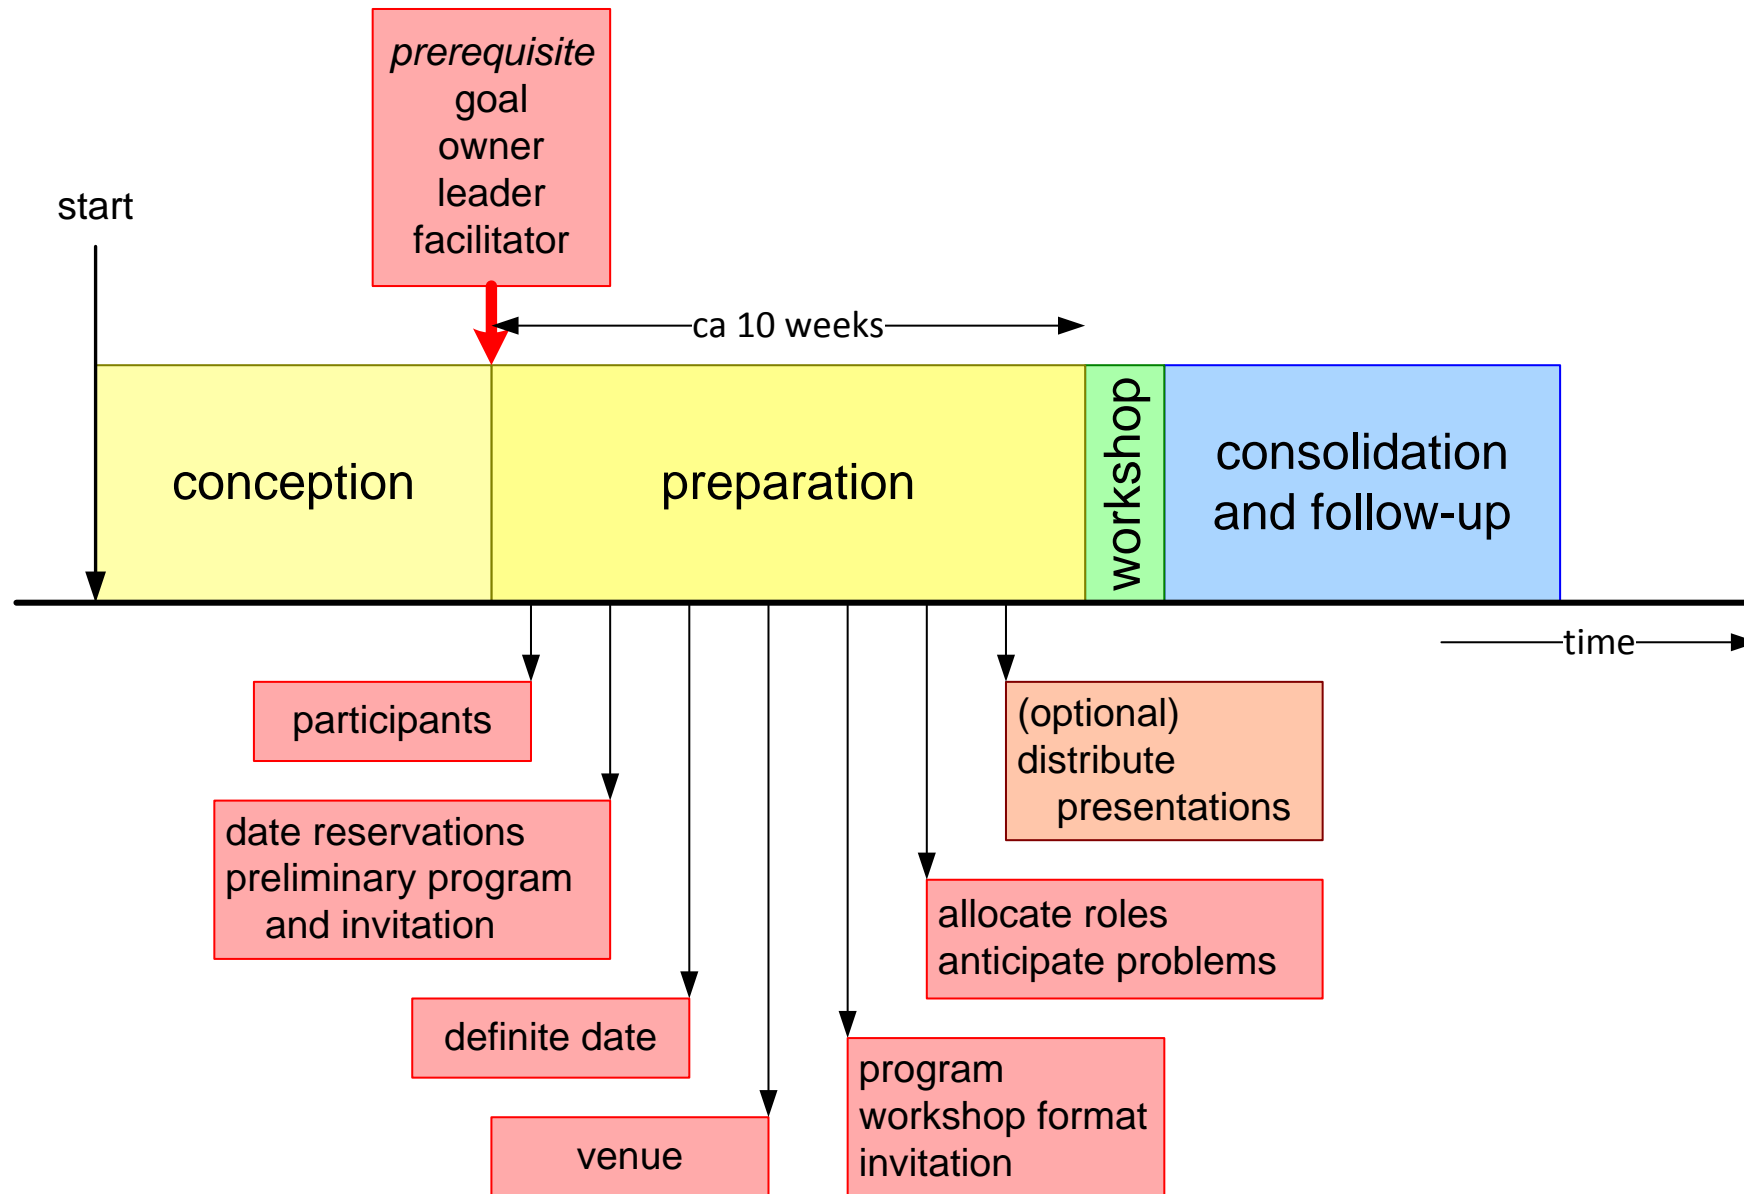 prerequisite
goal
owner
leader
facilitator
start
ca 10 weeks
conception
preparation
workshop
consolidation
and follow-up
time
participants
(optional)
distribute
presentations
date reservations
preliminary program
and invitation
allocate roles
anticipate problems
definite date
program
workshop format
invitation
venue